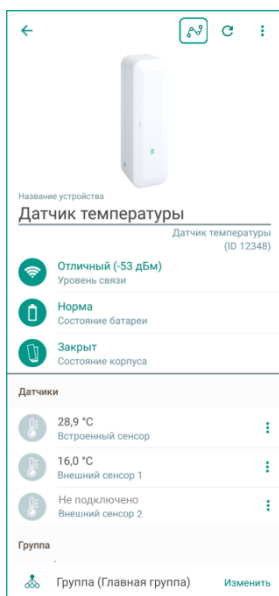 Название устройства
Датчик температуры
Датчик температуры
(ID 12348)
Отличный (-53 дБм)
Уровень связи
Норма
Состояние батареи
Закрыт
Состояние корпуса
Датчики
28,9 °C
Встроенный сенсор
16,0 °C
Внешний сенсор 1
Не подключено
Внешний сенсор 2
Группа
Группа (Главная группа) Изменить